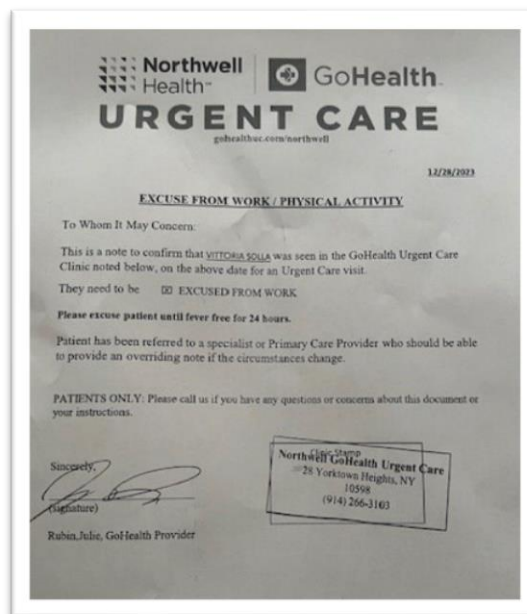 Northwell
Health
GoHealth
URGENT CARE
gohealthuc.com/northwell
12/28/2023
EXCUSE FROM WORK / PHYSICAL ACTIVITY
To Whom It May Concern:
This is a note to confirm that VITTORIA SOLLA was seen in the GoHealth Urgent Care
Clinic noted below, on the above date for an Urgent Care visit.
They need to be ☒ EXCUSED FROM WORK
Please excuse patient until fever free for 24 hours.
Patient has been referred to a specialist or Primary Care Provider who should be able
to provide an overriding note if the circumstances change.
PATIENTS ONLY: Please call us if you have any questions or concerns about this document or
your instructions.
Sincerely,
(signature)
Rubin,Julie, GoHealth Provider
Clinic Stamp
Northwell GoHealth Urgent Care
28 Yorktown Heights, NY
10598
(914) 266-3103